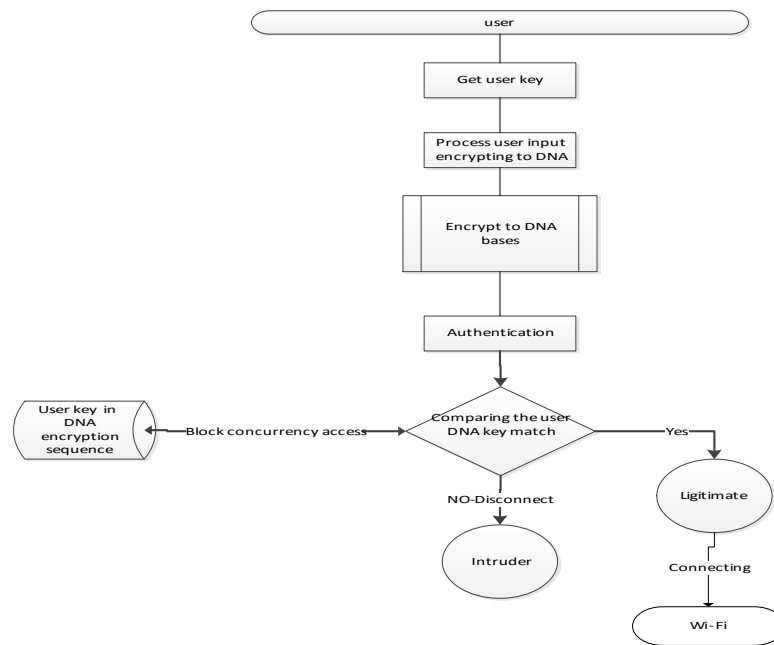 user
Get user key
Process user input
encrypting to DNA
Encrypt to DNA
bases
Authentication
Comparing the user
DNA key match
User key in
DNA
encryption
sequence
Block concurrency access
Yes
Ligitimate
NO-Disconnect
Intruder
Connecting
Wi-Fi